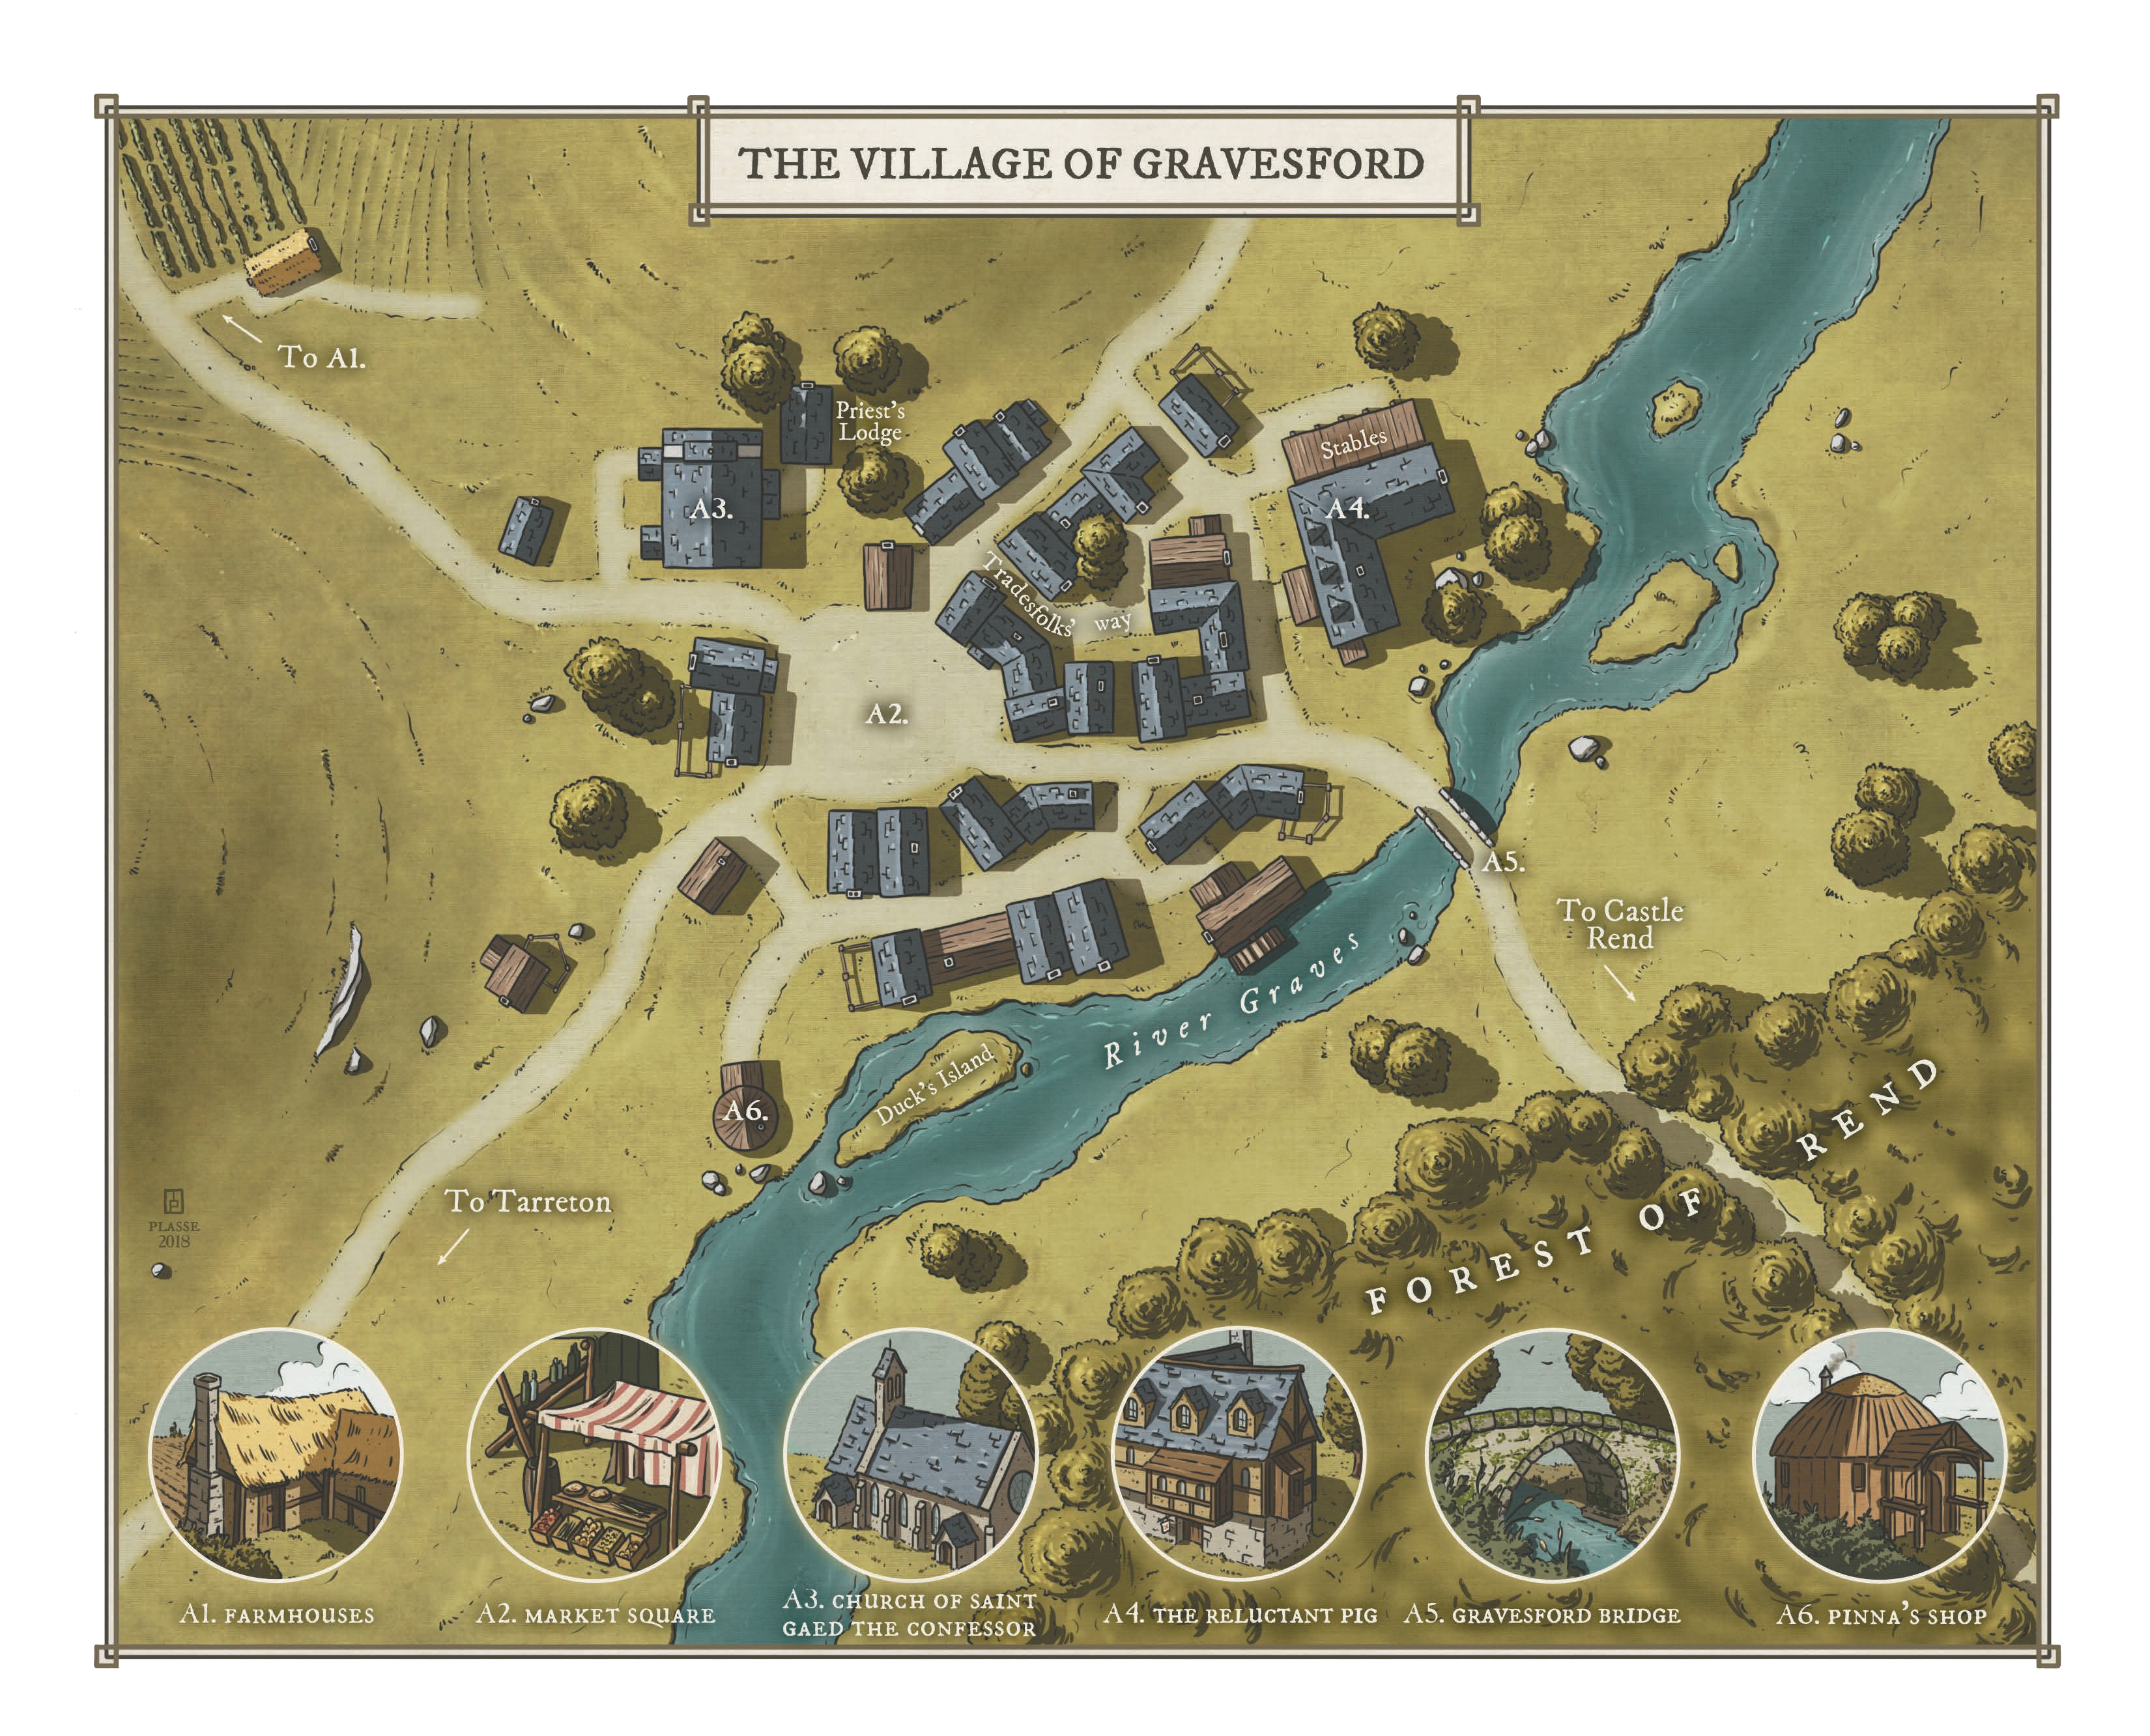 THE VILLAGE OF GRAVESFORD
To A1.
Priest's
Lodge
Stables
A3.
A4.
Tradesfolks' way
A2.
A5.
To Castle
Rend
River Graves
Duck's Island
A6.
FOREST OF REND
To Tarreton
PLASSE
2018
A1. FARMHOUSES
A2. MARKET SQUARE
A3. CHURCH OF SAINT
GAED THE CONFESSOR
A4. THE RELUCTANT PIG
A5. GRAVESFORD BRIDGE
A6. PINNA'S SHOP